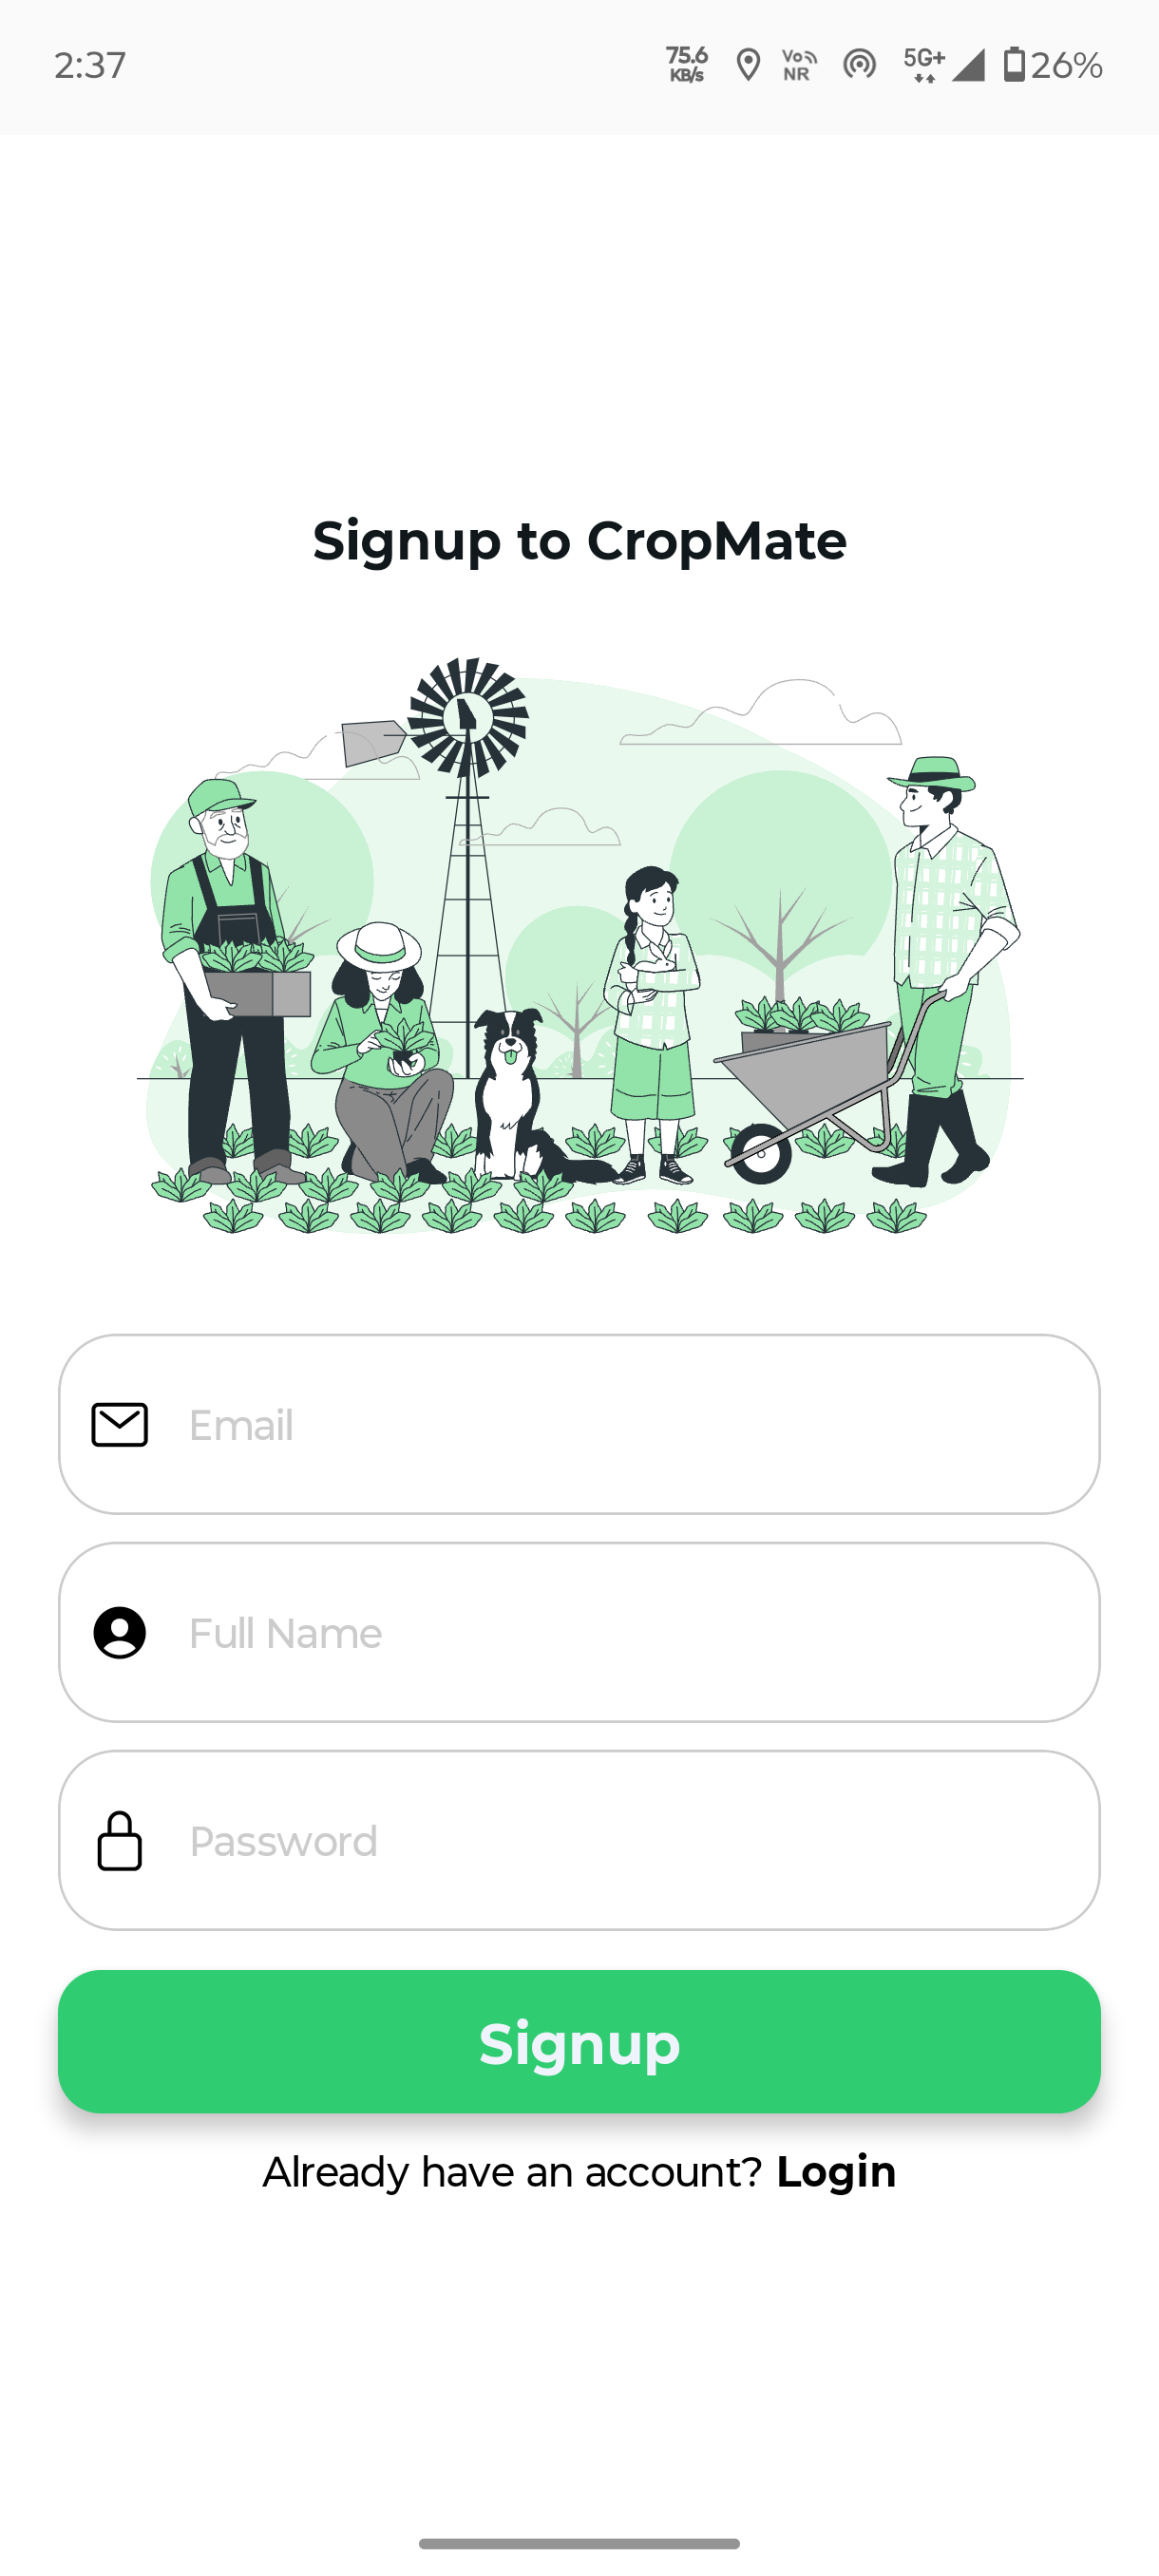 2:37 75.6 KB/s Vo NR 5G+ 26%
Signup to CropMate
Email
Full Name
Password
Signup
Already have an account? Login